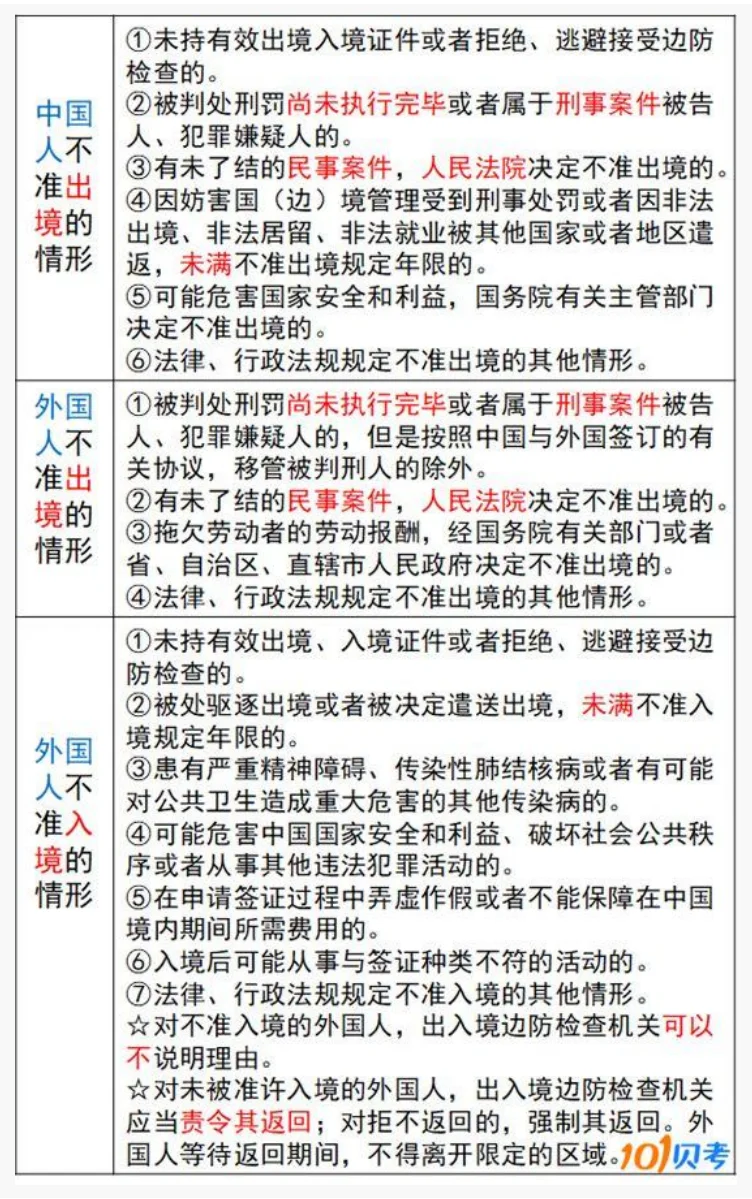 中国
人不
准出
境的
情形
①未持有效出境入境证件或者拒绝、逃避接受边防
检查的。
②被判处刑罚尚未执行完毕或者属于刑事案件被告
人、犯罪嫌疑人的。
③有未了结的民事案件，人民法院决定不准出境的。
④因妨害国（边）境管理受到刑事处罚或者因非法
出境、非法居留、非法就业被其他国家或者地区遣
返，未满不准出境规定年限的。
⑤可能危害国家安全和利益，国务院有关主管部门
决定不准出境的。
⑥法律、行政法规规定不准出境的其他情形。
外国
人不
准出
境的
情形
①被判处刑罚尚未执行完毕或者属于刑事案件被告
人、犯罪嫌疑人的，但是按照中国与外国签订的有
关协议，移管被判刑人的除外。
②有未了结的民事案件，人民法院决定不准出境的。
③拖欠劳动者的劳动报酬，经国务院有关部门或者
省、自治区、直辖市人民政府决定不准出境的。
④法律、行政法规规定不准出境的其他情形。
外国
人不
准入
境的
情形
①未持有效出境、入境证件或者拒绝、逃避接受边
防检查的。
②被处驱逐出境或者被决定遣送出境，未满不准入
境规定年限的。
③患有严重精神障碍、传染性肺结核病或者有可能
对公共卫生造成重大危害的其他传染病的。
④可能危害中国国家安全和利益、破坏社会公共秩
序或者从事其他违法犯罪活动的。
⑤在申请签证过程中弄虚作假或者不能保障在中国
境内期间所需费用的。
⑥入境后可能从事与签证种类不符的活动的。
⑦法律、行政法规规定不准入境的其他情形。
☆对不准入境的外国人，出入境边防检查机关可以
不说明理由。
☆对未被准许入境的外国人，出入境边防检查机关
应当责令其返回；对拒不返回的，强制其返回。外
国人等待返回期间，不得离开限定的区域。
101贝考